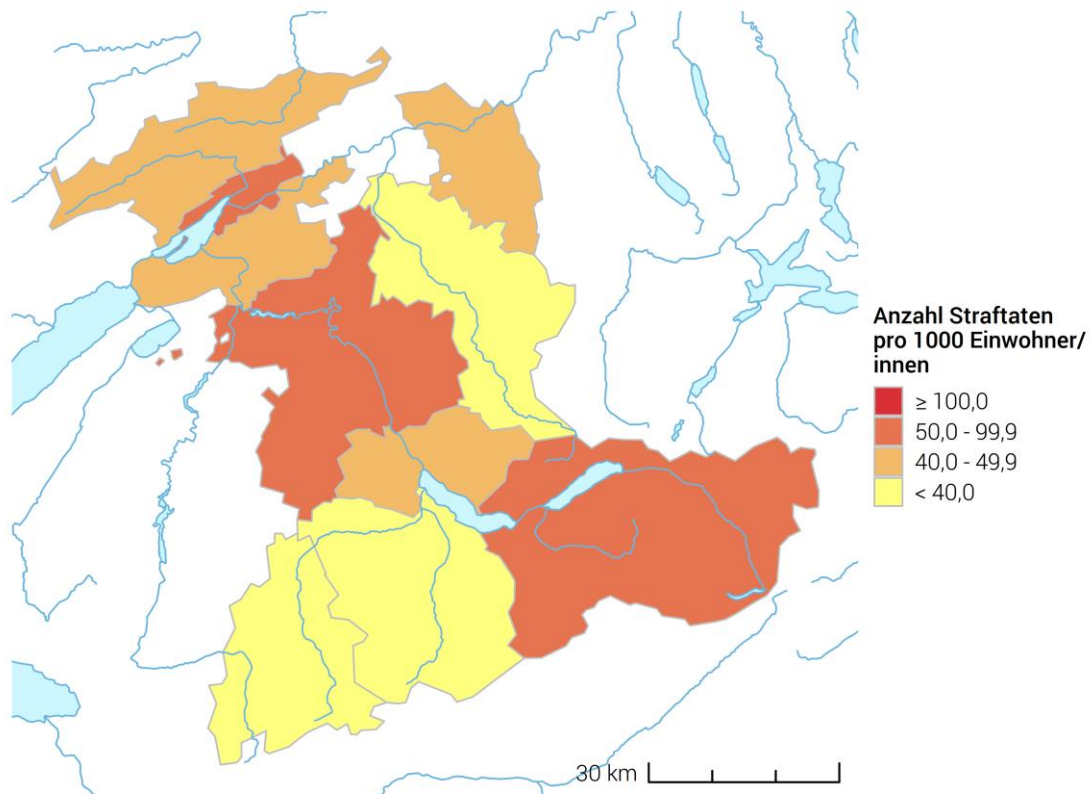 Anzahl Straftaten
pro 1000 Einwohner/
innen
≥ 100,0
50,0 - 99,9
40,0 - 49,9
< 40,0
30 km